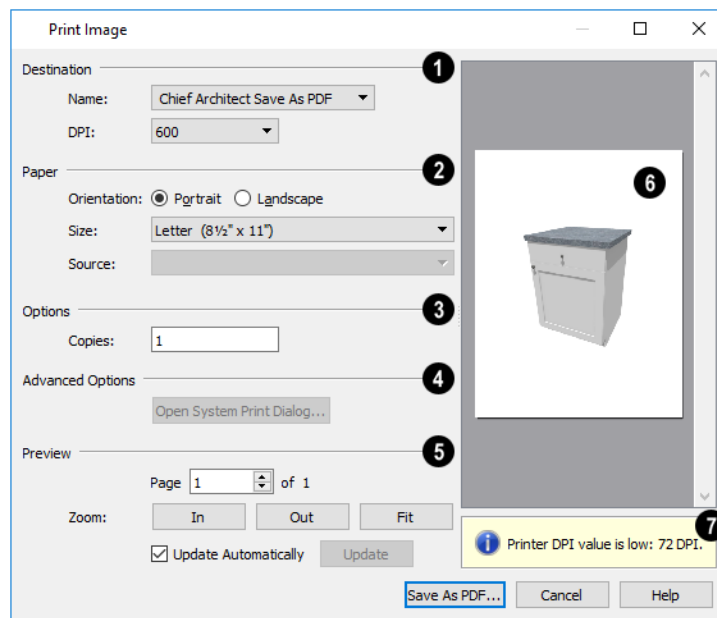 Print Image
Destination 1
Name: Chief Architect Save As PDF
DPI: 600
Paper 2
Orientation: Portrait Landscape
Size: Letter (8½" x 11")
Source:
Options 3
Copies: 1
Advanced Options 4
Open System Print Dialog...
Preview 5
Page 1 of 1
Zoom: In Out Fit
Update Automatically Update
6
7
Printer DPI value is low: 72 DPI.
Save As PDF... Cancel Help